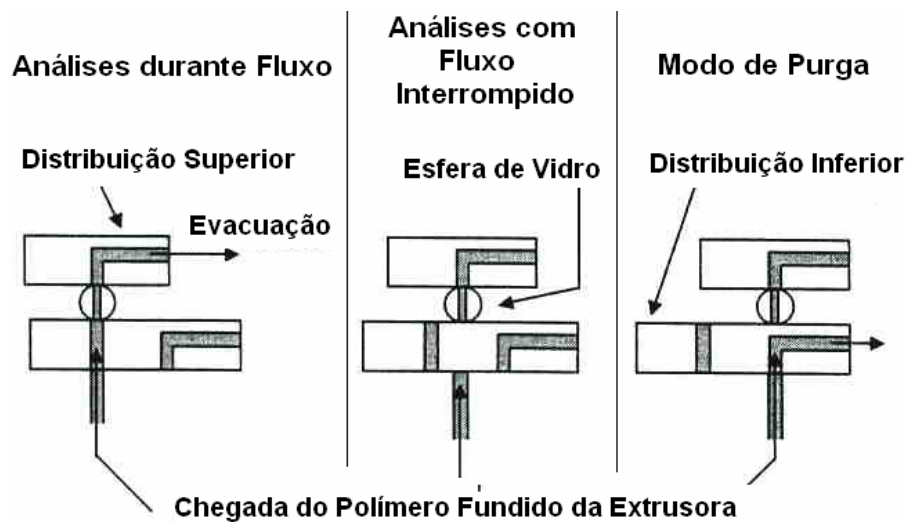 Análises durante Fluxo
Distribuição Superior
Evacuação
Análises com
Fluxo
Interrompido
Esfera de Vidro
Modo de Purga
Distribuição Inferior
Chegada do Polímero Fundido da Extrusora